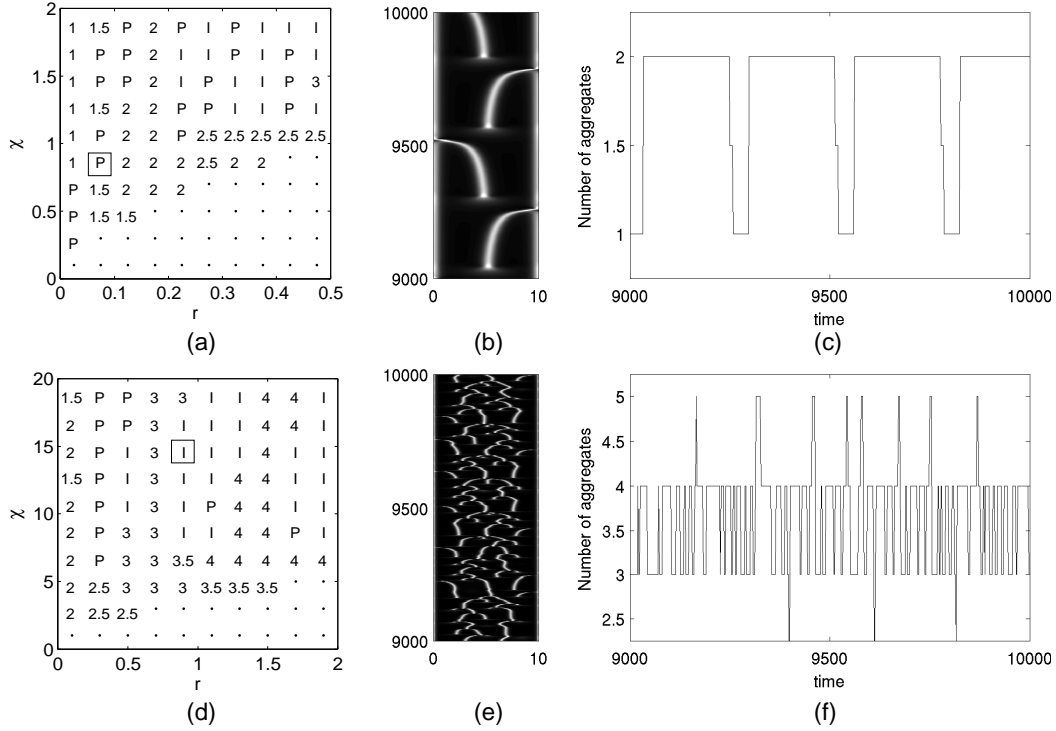 2
1.5
1
0.5
0
χ
1 1.5 P 2 P I P I I I
1 P P 2 I I P I I I
1 P P 2 I P I I P 3
1 1.5 2 2 P P I I P I
1 P 2 2 P 2.5 2.5 2.5 2.5 2.5
1 P 2 2 2 2.5 2 2 · ·
P 1.5 2 2 2 · · · · ·
P 1.5 1.5 · · · · · · ·
P · · · · · · · · ·
· · · · · · · · · ·
0 0.1 0.2 0.3 0.4 0.5
r
(a)
10000
9500
9000
0 10
(b)
Number of aggregates
2
1.5
1
9000 9500 10000
time
(c)
20
15
10
5
0
χ
1.5 P P 3 3 I I 4 4 I
2 P P 3 I I I 4 4 I
2 P I 3 I I I 4 I I
1.5 P I 3 I I I 4 I I
2 P I 3 I P 4 4 I I
2 P 3 3 I I 4 4 P I
2 P 3 3 3.5 4 4 4 4 4
2 2.5 3 3 3 3.5 3.5 3.5 · ·
2 2.5 2.5 · · · · · · ·
· · · · · · · · · ·
0 0.5 1 1.5 2
r
(d)
10000
9500
9000
0 10
(e)
Number of aggregates
5
4.5
4
3.5
3
2.5
9000 9500 10000
time
(f)